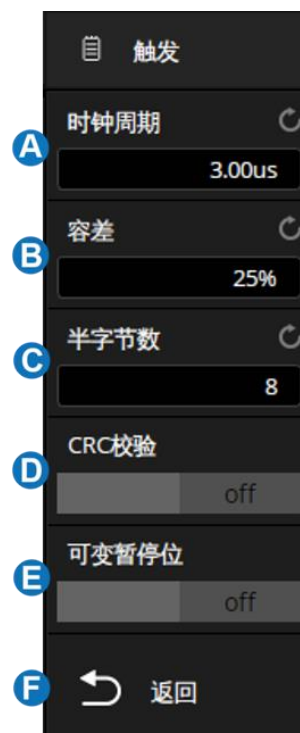 触发
A
时钟周期
3.00us
B
容差
25%
C
半字节数
8
D
CRC校验
off
E
可变暂停位
off
F
返回